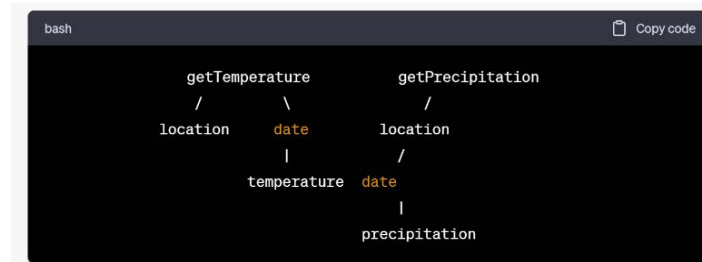 bash Copy code
getTemperature getPrecipitation
/ \ /
location date location
| /
temperature date
|
precipitation